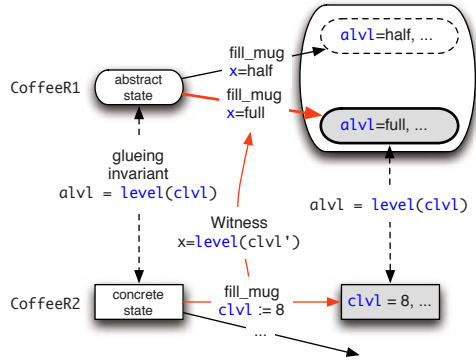 alvl=half, ...
fill_mug
x=half
CoffeeR1
abstract
state
fill_mug
x=full
alvl=full, ...
glueing
invariant
alvl = level(clvl)
alvl = level(clvl)
Witness
x=level(clvl')
CoffeeR2
concrete
state
fill_mug
clvl := 8
clvl = 8, ...
...